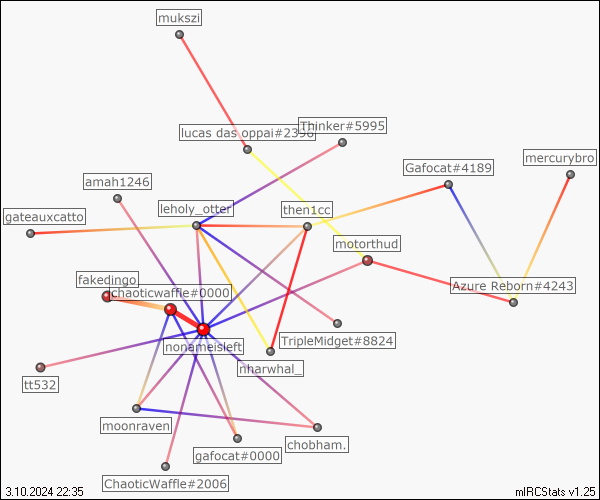 mukszi
lucas das oppai#2398
Thinker#5995
mercurybro
Gafocat#4189
amah1246
leholy_otter
then1cc
gateauxcatto
motorthud
fakedingo
chaoticwaffle#0000
Azure Reborn#4243
nonameisleft
TripleMidget#8824
nharwhal_
tt532
moonraven
chobham.
gafocat#0000
ChaoticWaffle#2006
3.10.2024 22:35
mIRCStats v1.25